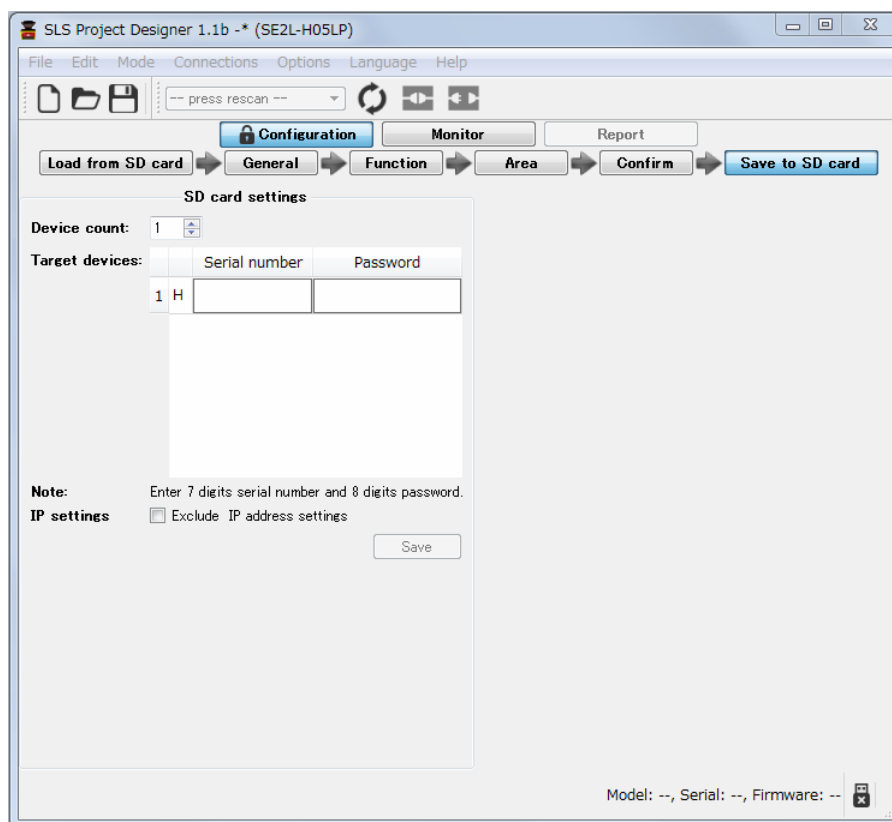 SLS Project Designer 1.1b -* (SE2L-H05LP)
File Edit Mode Connections Options Language Help
-- press rescan --
Configuration Monitor Report
Load from SD card General Function Area Confirm Save to SD card
SD card settings
Device count: 1
Target devices: Serial number Password
1 H
Note: Enter 7 digits serial number and 8 digits password.
IP settings Exclude IP address settings
Save
Model: --, Serial: --, Firmware: --